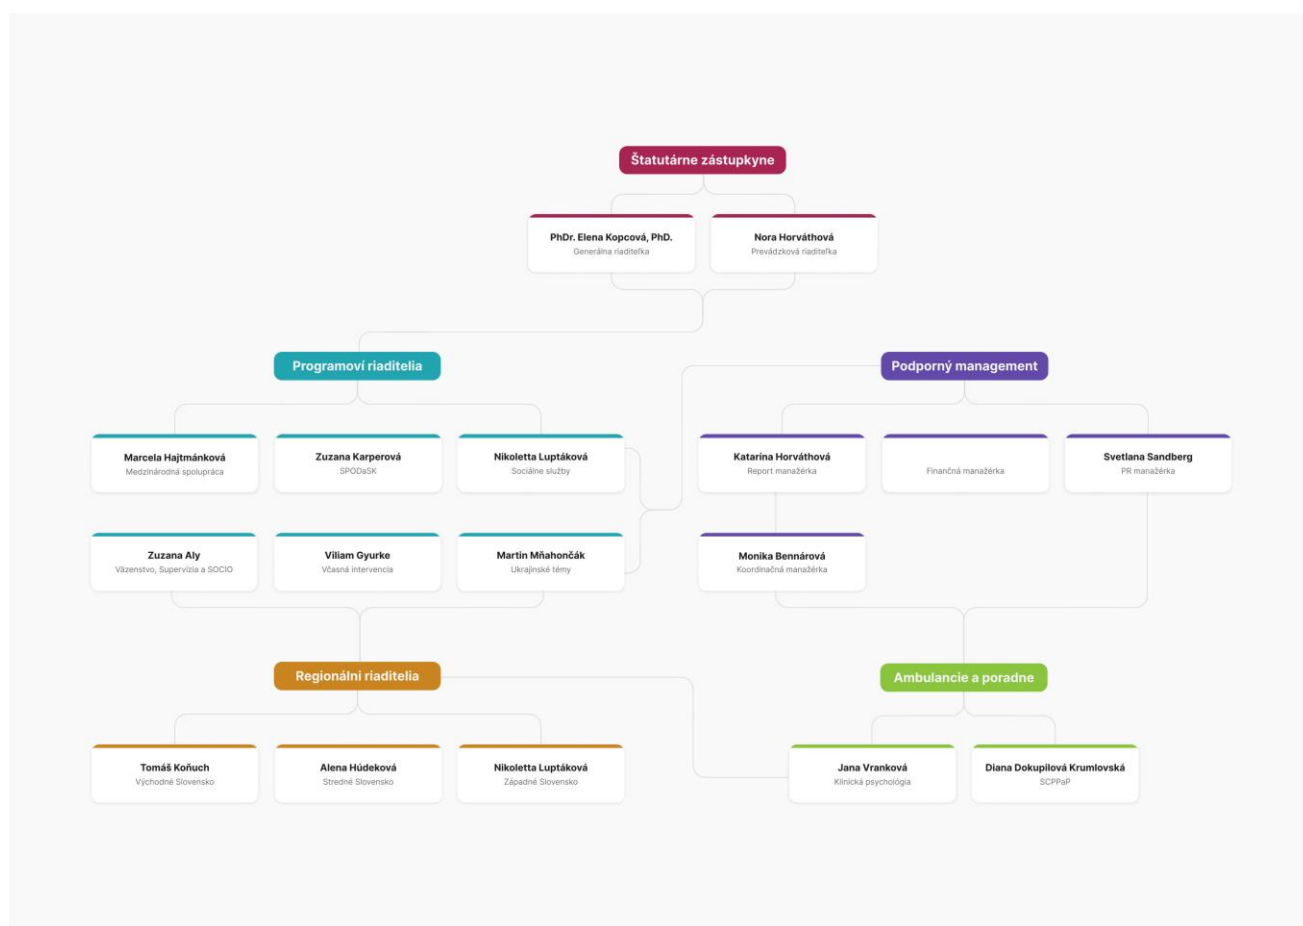 Štatutárne zástupkyne
PhDr. Elena Kopcová, PhD.
Generálna riaditeľka
Nora Horváthová
Prevádzková riaditeľka
Programoví riaditelia
Marcela Hajtmánková
Medzinárodná spolupráca
Zuzana Karperová
SPODaSK
Nikoletta Luptáková
Sociálne služby
Zuzana Aly
Väzenstvo, Supervízia a SOCIO
Viliam Gyurke
Včasná intervencia
Martin Mňahončák
Ukrajinské témy
Podporný management
Katarína Horváthová
Report manažérka
Finančná manažérka
Svetlana Sandberg
PR manažérka
Monika Bennárová
Koordinačná manažérka
Regionálni riaditelia
Tomáš Koňuch
Východné Slovensko
Alena Húdeková
Stredné Slovensko
Nikoletta Luptáková
Západné Slovensko
Ambulancie a poradne
Jana Vranková
Klinická psychológia
Diana Dokupilová Krumlovská
SCPPaP